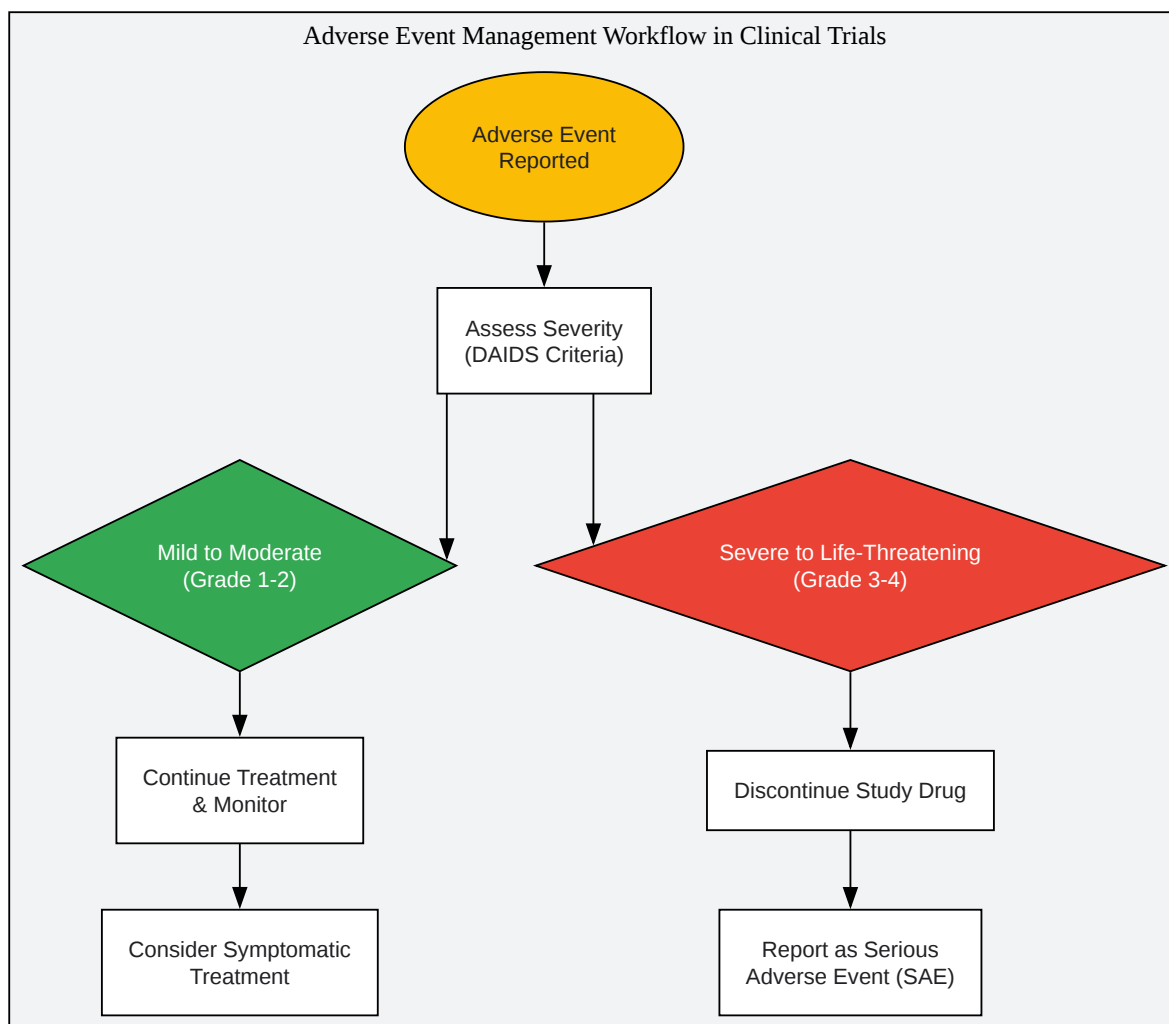 Adverse Event Management Workflow in Clinical Trials
Adverse Event
Reported
Assess Severity
(DAIDS Criteria)
Mild to Moderate
(Grade 1-2)
Severe to Life-Threatening
(Grade 3-4)
Continue Treatment
& Monitor
Discontinue Study Drug
Consider Symptomatic
Treatment
Report as Serious
Adverse Event (SAE)